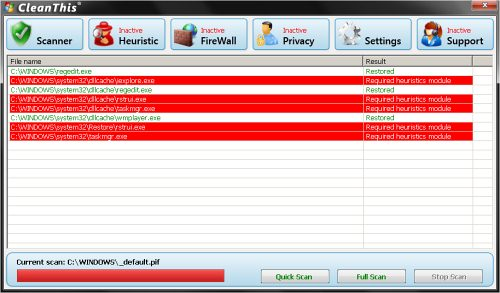 CleanThis®
Scanner
Inactive
Heuristic
Inactive
FireWall
Inactive
Privacy
Settings
Inactive
Support
File name Result
C:\WINDOWS\regedit.exe Restored
C:\WINDOWS\system32\dllcache\iexplore.exe Required heuristics module
C:\WINDOWS\system32\dllcache\regedit.exe Restored
C:\WINDOWS\system32\dllcache\rstrui.exe Required heuristics module
C:\WINDOWS\system32\dllcache\taskmgr.exe Required heuristics module
C:\WINDOWS\system32\dllcache\wmplayer.exe Restored
C:\WINDOWS\system32\Restore\rstrui.exe Required heuristics module
C:\WINDOWS\system32\taskmgr.exe Required heuristics module
Current scan: C:\WINDOWS\_default.pif
Quick Scan Full Scan Stop Scan